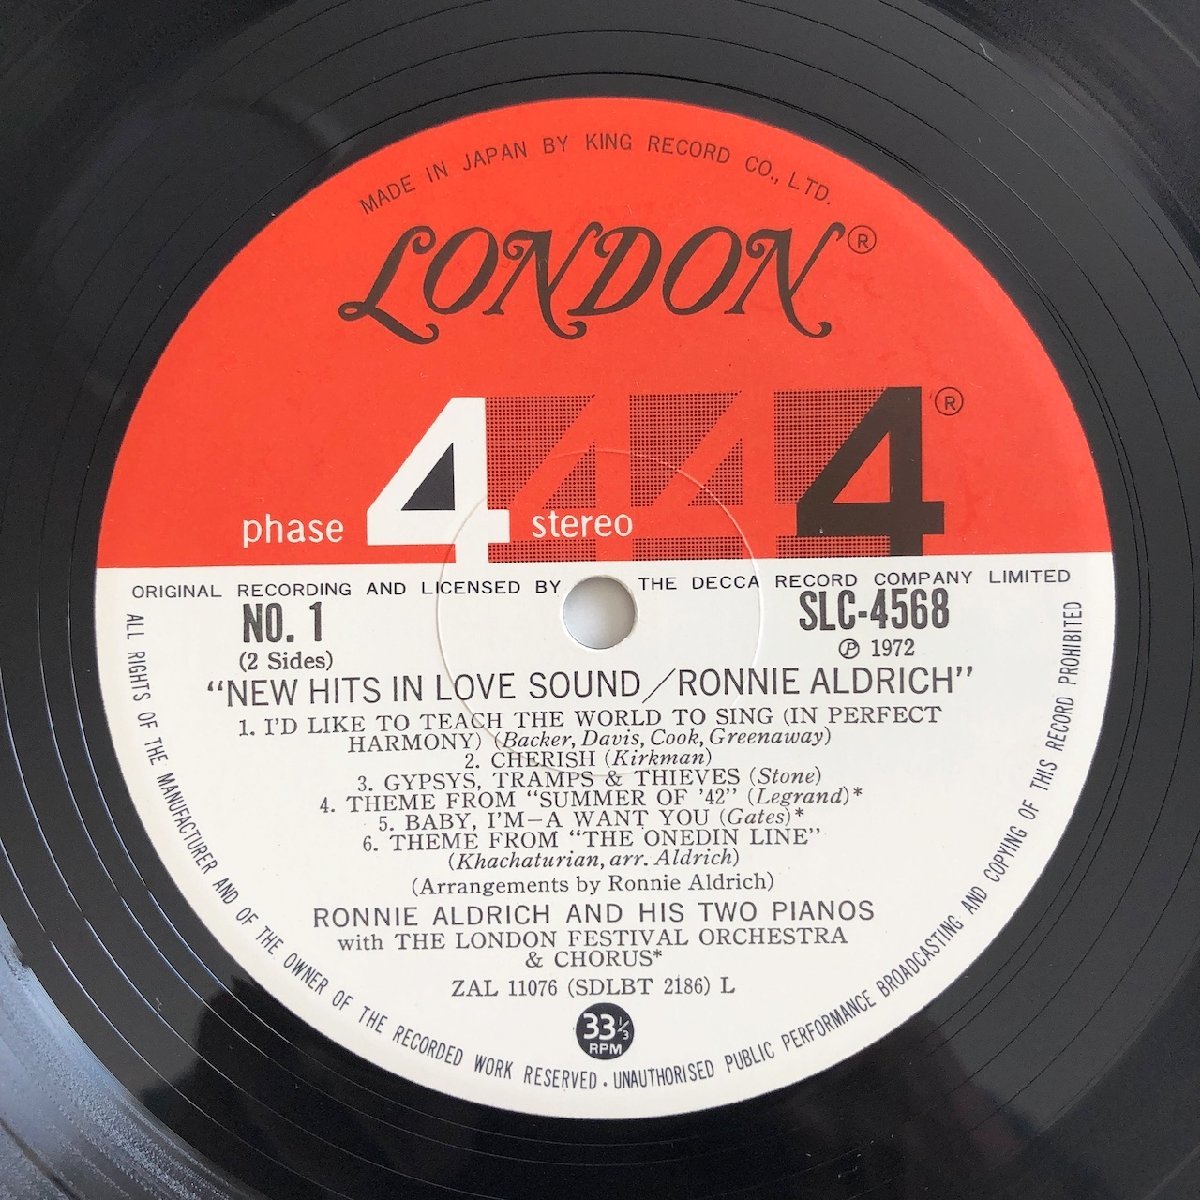 MADE IN JAPAN BY KING RECORD CO., LTD.
LONDON®
phase 4 stereo 4 4 4 ®
ORIGINAL RECORDING AND LICENSED BY THE DECCA RECORD COMPANY LIMITED
NO. 1 SLC-4568
(2 Sides) ℗ 1972
“NEW HITS IN LOVE SOUND／RONNIE ALDRICH”
1. I'D LIKE TO TEACH THE WORLD TO SING (IN PERFECT
HARMONY) (Backer, Davis, Cook, Greenaway)
2. CHERISH (Kirkman)
3. GYPSYS, TRAMPS & THIEVES (Stone)
4. THEME FROM “SUMMER OF '42” (Legrand)*
5. BABY, I'M–A WANT YOU (Gates)*
6. THEME FROM “THE ONEDIN LINE”
(Khachaturian, arr. Aldrich)
(Arrangements by Ronnie Aldrich)
RONNIE ALDRICH AND HIS TWO PIANOS
with THE LONDON FESTIVAL ORCHESTRA
& CHORUS*
ZAL 11076 (SDLBT 2186) L
33 1/3
RPM
ALL RIGHTS OF THE MANUFACTURER AND OF THE OWNER OF THE RECORDED WORK RESERVED. UNAUTHORISED PUBLIC PERFORMANCE BROADCASTING AND COPYING OF THIS RECORD PROHIBITED